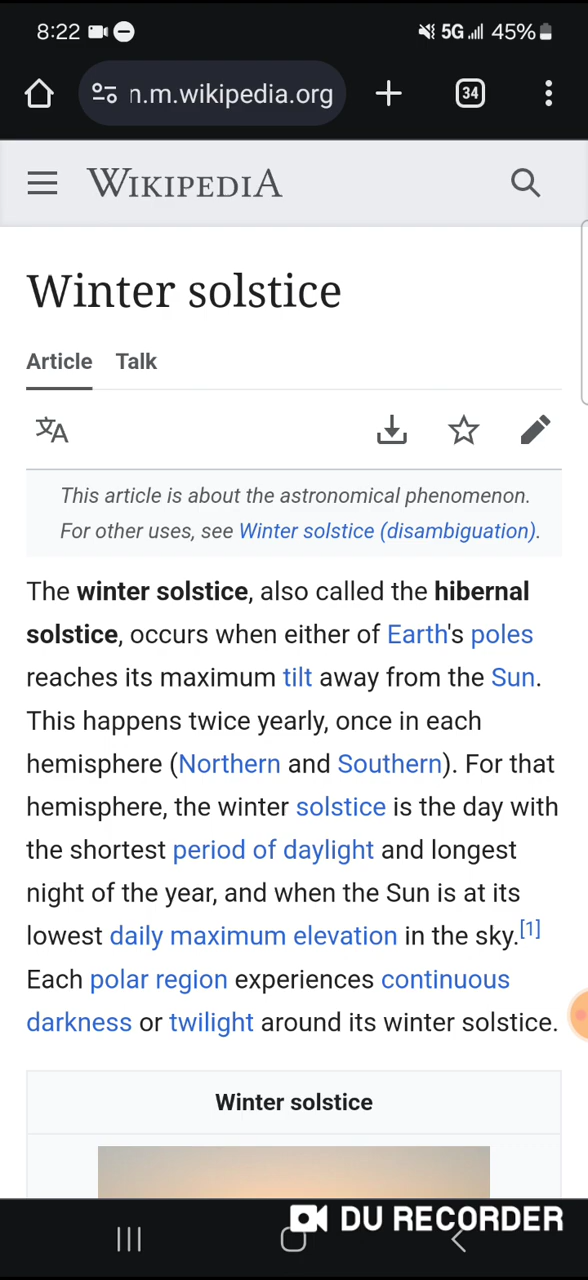 8:22 5G 45%
n.m.wikipedia.org 34
WIKIPEDIA
Winter solstice
Article Talk
文A
This article is about the astronomical phenomenon.
For other uses, see Winter solstice (disambiguation).
The winter solstice, also called the hibernal
solstice, occurs when either of Earth's poles
reaches its maximum tilt away from the Sun.
This happens twice yearly, once in each
hemisphere (Northern and Southern). For that
hemisphere, the winter solstice is the day with
the shortest period of daylight and longest
night of the year, and when the Sun is at its
lowest daily maximum elevation in the sky.[1]
Each polar region experiences continuous
darkness or twilight around its winter solstice.
Winter solstice
DU RECORDER